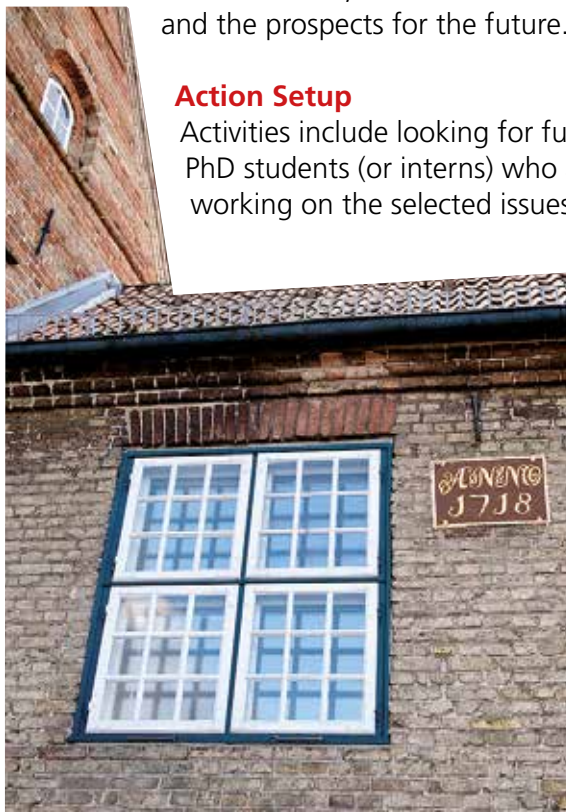 and the prospects for the future.
Action Setup
Activities include looking for fu
PhD students (or interns) who
working on the selected issues
ANNO
1718